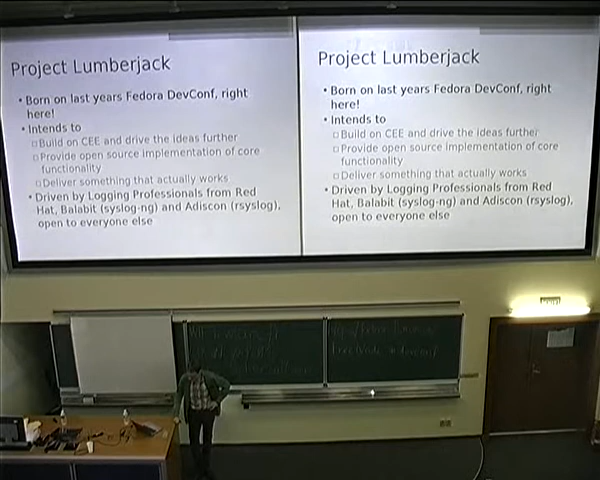 Project Lumberjack
• Born on last years Fedora DevConf, right
here!
• Intends to
□ Build on CEE and drive the ideas further
□ Provide open source implementation of core
functionality
□ Deliver something that actually works
• Driven by Logging Professionals from Red
Hat, Balabit (syslog-ng) and Adiscon (rsyslog),
open to everyone else
Project Lumberjack
• Born on last years Fedora DevConf, right
here!
• Intends to
□ Build on CEE and drive the ideas further
□ Provide open source implementation of core
functionality
□ Deliver something that actually works
• Driven by Logging Professionals from Red
Hat, Balabit (syslog-ng) and Adiscon (rsyslog),
open to everyone else